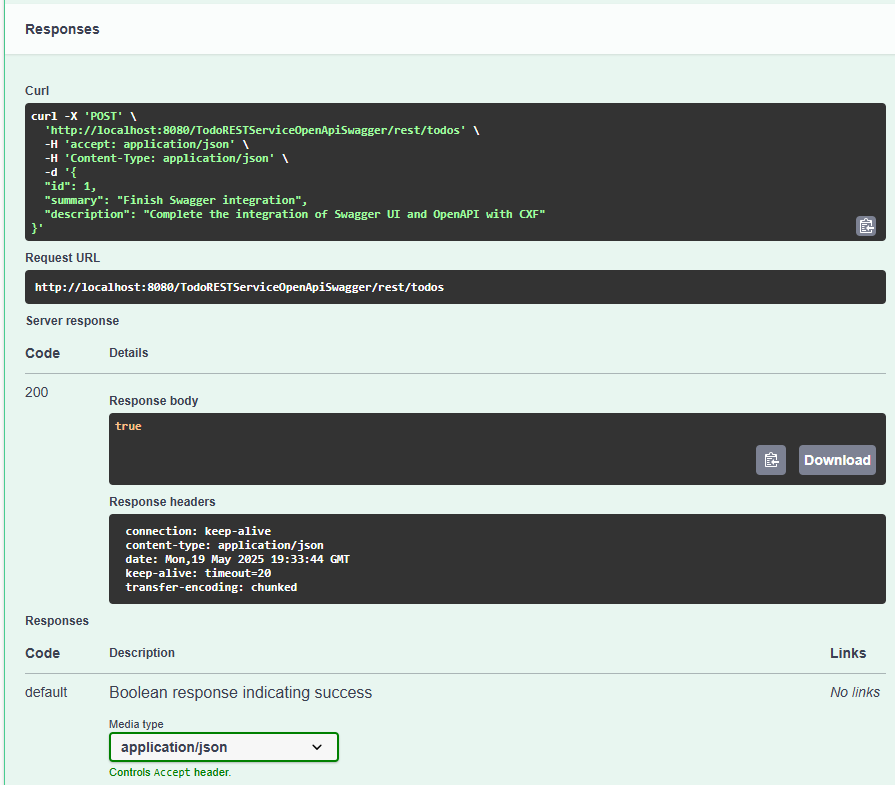 Responses
Curl
curl -X 'POST' \
  'http://localhost:8080/TodoRESTServiceOpenApiSwagger/rest/todos' \
  -H 'accept: application/json' \
  -H 'Content-Type: application/json' \
  -d '{
  "id": 1,
  "summary": "Finish Swagger integration",
  "description": "Complete the integration of Swagger UI and OpenAPI with CXF"
}'
Request URL
http://localhost:8080/TodoRESTServiceOpenApiSwagger/rest/todos
Server response
Code Details
200
Response body
true
Download
Response headers
connection: keep-alive
content-type: application/json
date: Mon,19 May 2025 19:33:44 GMT
keep-alive: timeout=20
transfer-encoding: chunked
Responses
Code Description Links
default Boolean response indicating success No links
Media type
application/json
Controls Accept header.